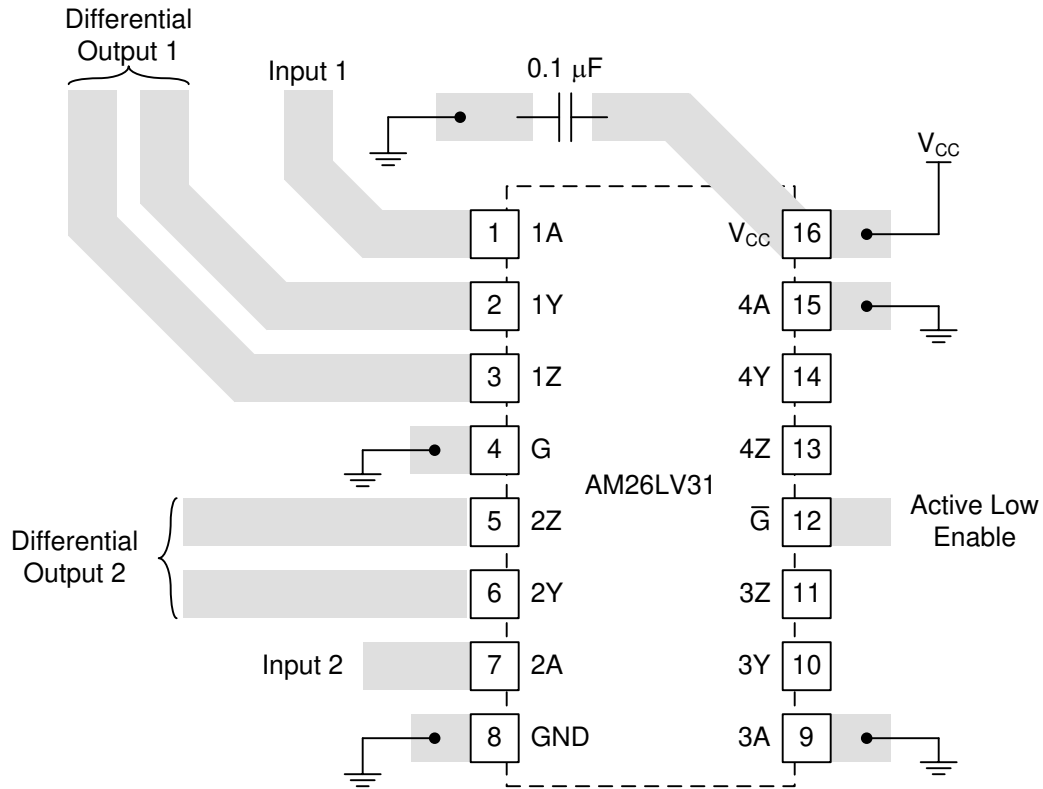 Differential
Output 1
Input 1
0.1 μF
V_CC
1 1A
V_CC 16
2 1Y
4A 15
3 1Z
4Y 14
4 G
4Z 13
AM26LV31
5 2Z
G̅ 12
Active Low
Enable
Differential
Output 2
6 2Y
3Z 11
Input 2
7 2A
3Y 10
8 GND
3A 9